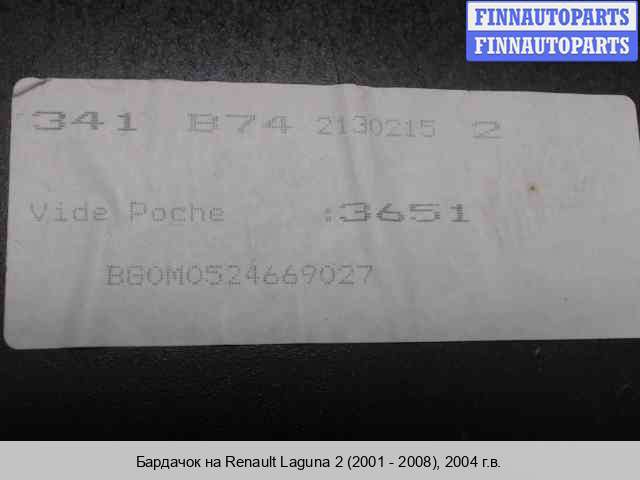 FINNAUTOPARTS
FINNAUTOPARTS
341 B74 2130215 2
Vide Poche :3651
BG0M0524669027
Бардачок на Renault Laguna 2 (2001 - 2008), 2004 г.в.